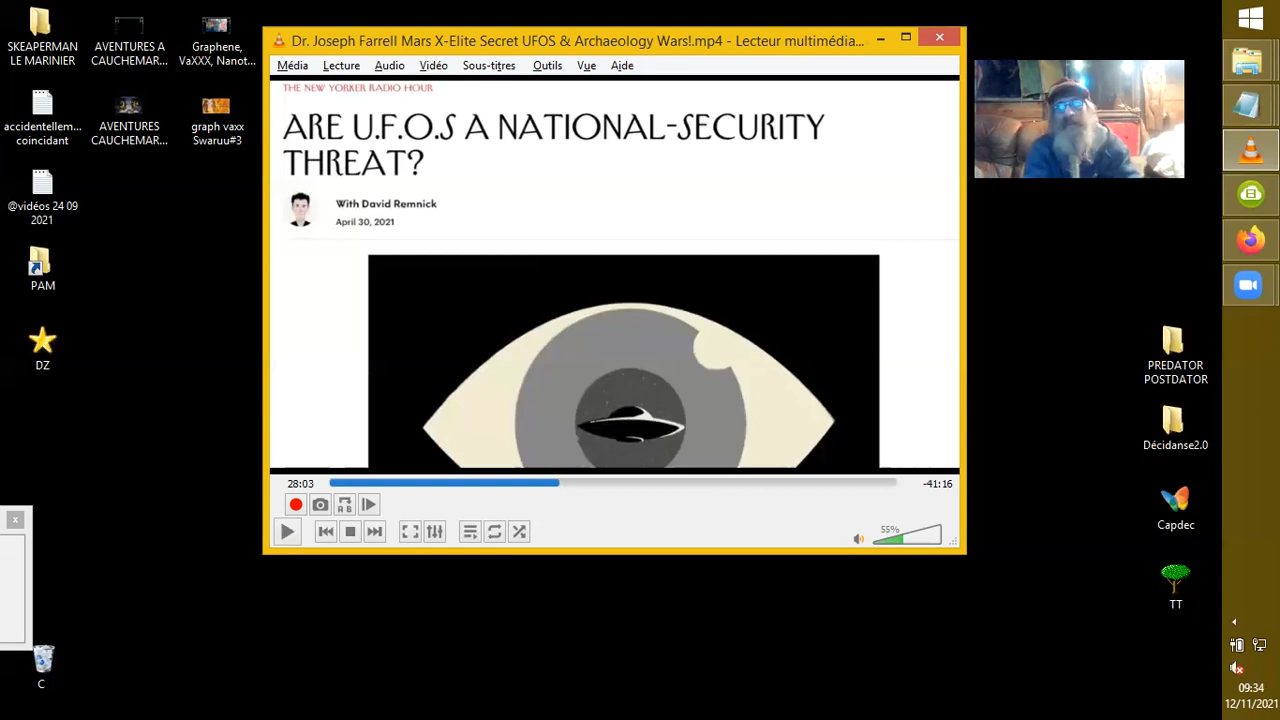 SKEAPERMAN
LE MARINIER
AVENTURES A
CAUCHEMAR...
Graphene,
VaXXX, Nanot...
accidentellem...
coincidant
AVENTURES
CAUCHEMAR...
graph vaxx
Swaruu#3
@vidéos 24 09
2021
PAM
DZ
C
Dr. Joseph Farrell Mars X-Elite Secret UFOS & Archaeology Wars!.mp4 - Lecteur multimédia...
Média Lecture Audio Vidéo Sous-titres Outils Vue Aide
THE NEW YORKER RADIO HOUR
ARE U.F.O.S A NATIONAL-SECURITY
THREAT?
With David Remnick
April 30, 2021
28:03
-41:16
A B
55%
PREDATOR
POSTDATOR
Décidanse2.0
Capdec
TT
09:34
12/11/2021